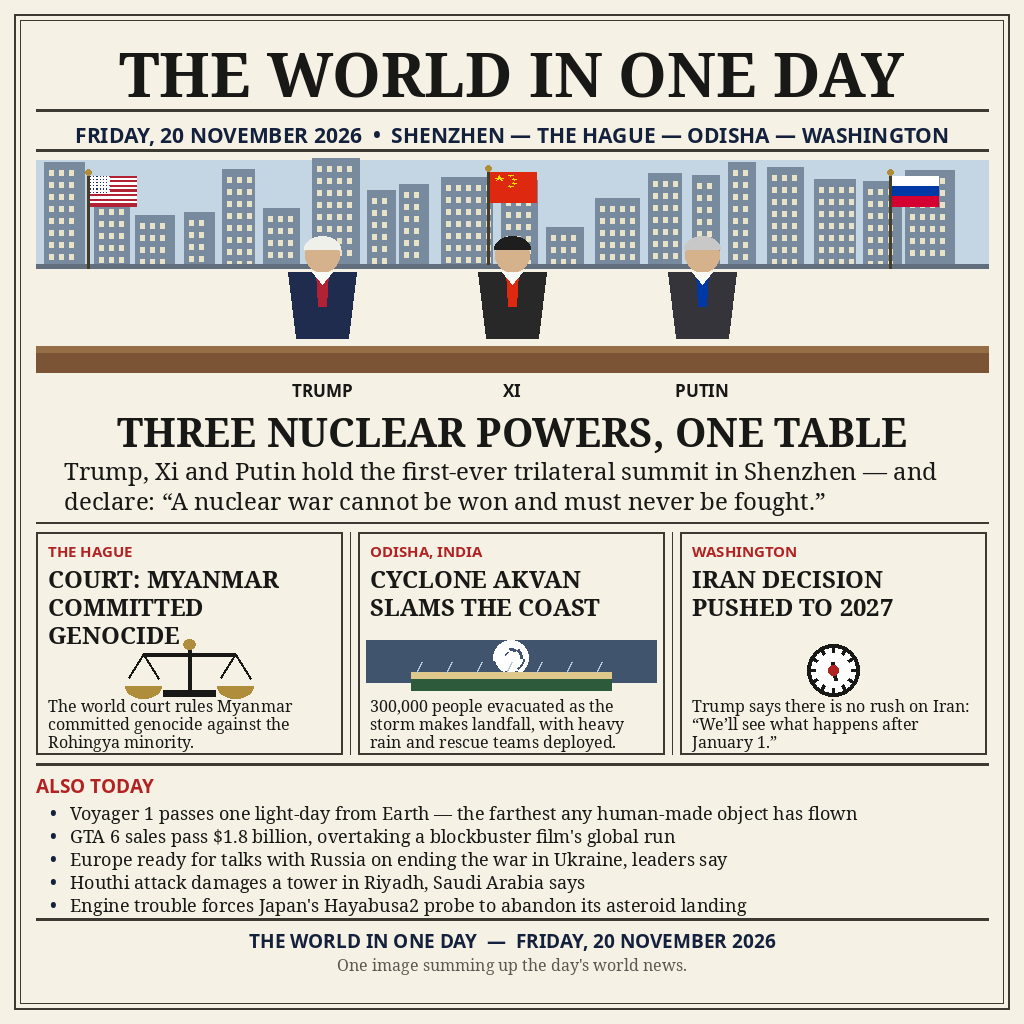 THE WORLD IN ONE DAY
FRIDAY, 20 NOVEMBER 2026 • SHENZHEN — THE HAGUE — ODISHA — WASHINGTON
TRUMP
XI
PUTIN
THREE NUCLEAR POWERS, ONE TABLE
Trump, Xi and Putin hold the first-ever trilateral summit in Shenzhen — and
declare: “A nuclear war cannot be won and must never be fought.”
THE HAGUE
COURT: MYANMAR
COMMITTED
GENOCIDE
The world court rules Myanmar
committed genocide against the
Rohingya minority.
ODISHA, INDIA
CYCLONE AKVAN
SLAMS THE COAST
300,000 people evacuated as the
storm makes landfall, with heavy
rain and rescue teams deployed.
WASHINGTON
IRAN DECISION
PUSHED TO 2027
Trump says there is no rush on Iran:
“We’ll see what happens after
January 1.”
ALSO TODAY
• Voyager 1 passes one light-day from Earth — the farthest any human-made object has flown
• GTA 6 sales pass $1.8 billion, overtaking a blockbuster film's global run
• Europe ready for talks with Russia on ending the war in Ukraine, leaders say
• Houthi attack damages a tower in Riyadh, Saudi Arabia says
• Engine trouble forces Japan's Hayabusa2 probe to abandon its asteroid landing
THE WORLD IN ONE DAY — FRIDAY, 20 NOVEMBER 2026
One image summing up the day's world news.